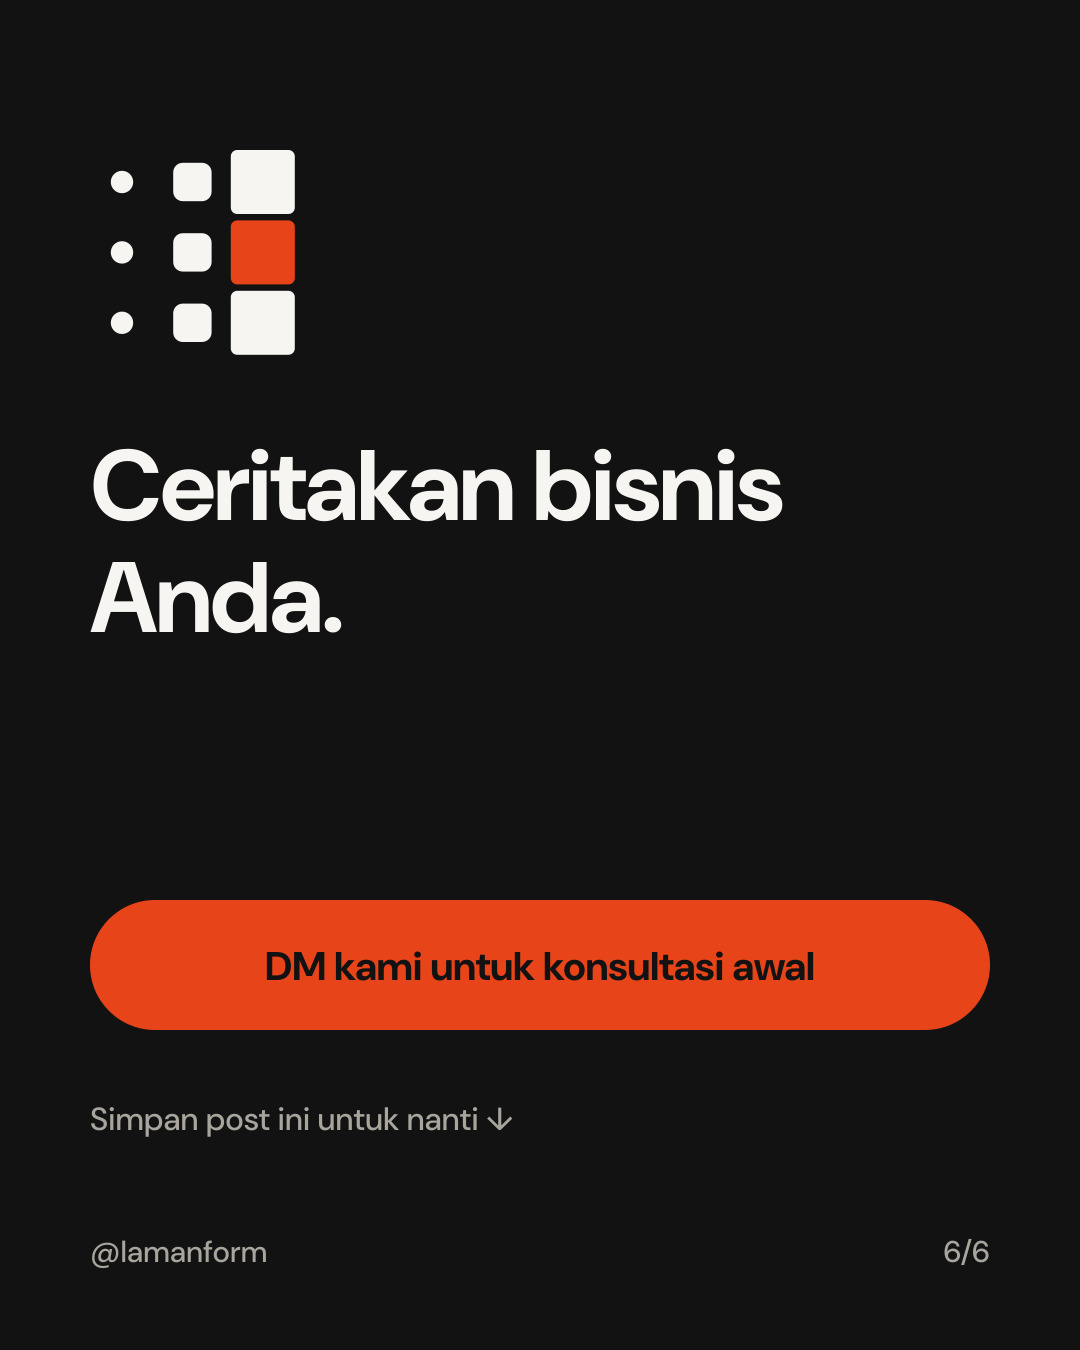 Ceritakan bisnis
Anda.
DM kami untuk konsultasi awal
Simpan post ini untuk nanti ↓
@lamanform
6/6